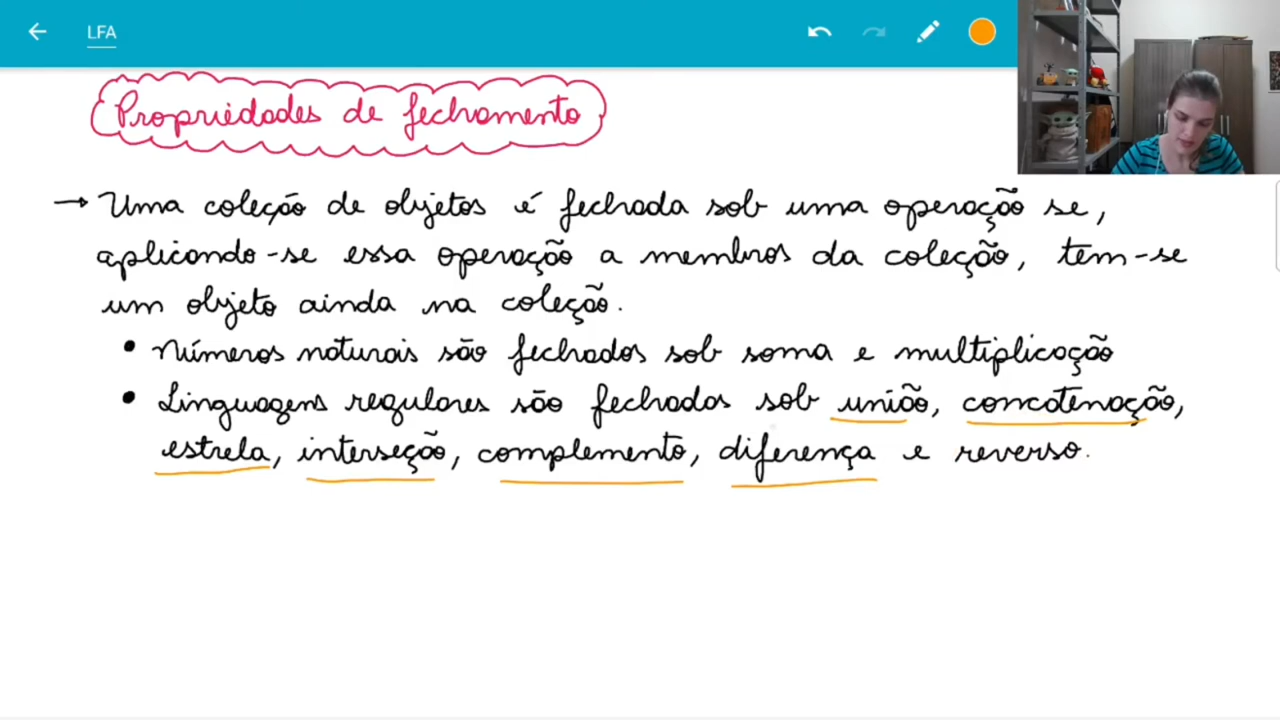 LFA
Propriedades de fechamento
→ Uma coleção de objetos é fechada sob uma operação se,
aplicando-se essa operação a membros da coleção, tem-se
um objeto ainda na coleção.
• Números naturais são fechados sob soma e multiplicação
• Linguagens regulares são fechadas sob união, concatenação,
estrela, interseção, complemento, diferença e reverso.